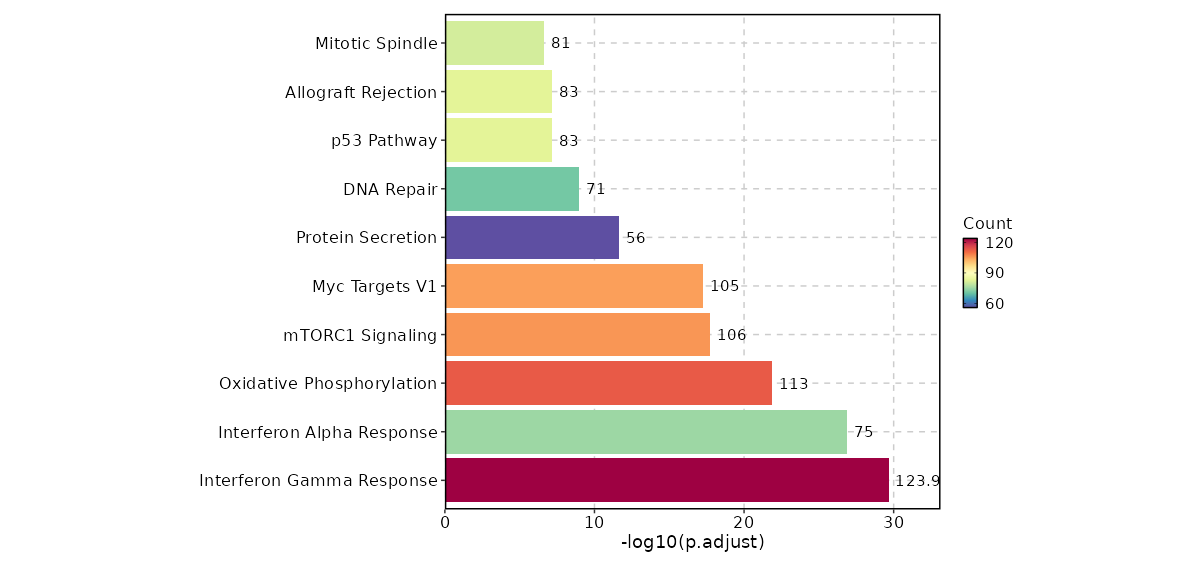 Mitotic Spindle 81
Allograft Rejection 83
p53 Pathway 83
DNA Repair 71
Protein Secretion 56
Myc Targets V1 105
mTORC1 Signaling 106
Oxidative Phosphorylation 113
Interferon Alpha Response 75
Interferon Gamma Response 123.9
0 10 20 30
-log10(p.adjust)
Count
120
90
60